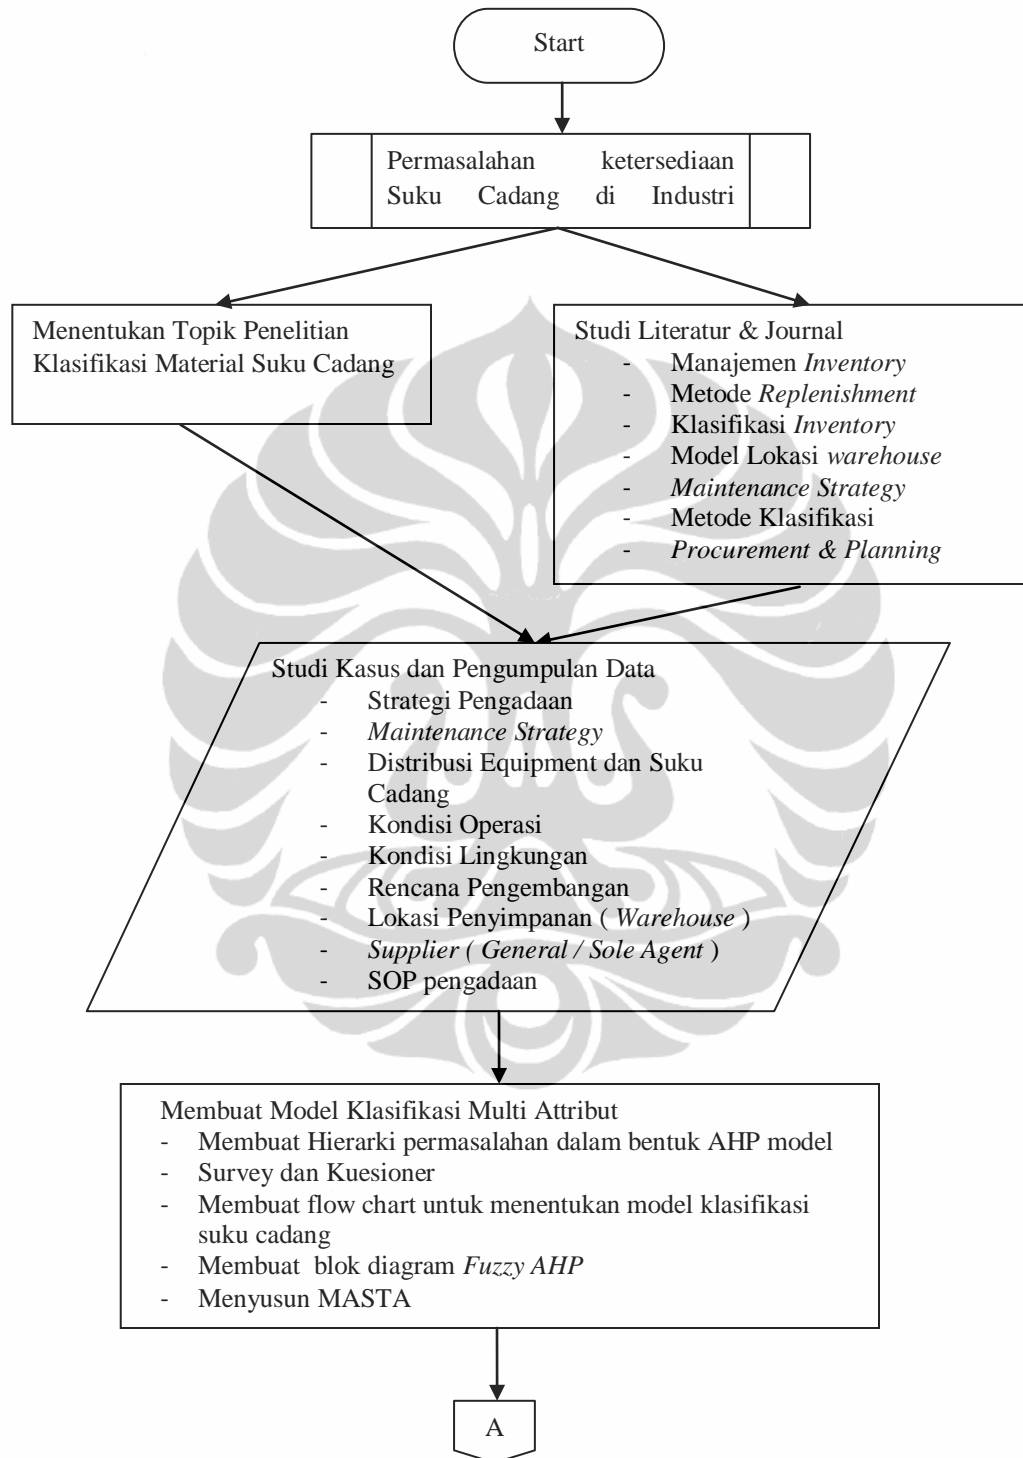 Start
Permasalahan ketersediaan
Suku Cadang di Industri
Menentukan Topik Penelitian
Klasifikasi Material Suku Cadang
Studi Literatur & Journal
- Manajemen Inventory
- Metode Replenishment
- Klasifikasi Inventory
- Model Lokasi warehouse
- Maintenance Strategy
- Metode Klasifikasi
- Procurement & Planning
Studi Kasus dan Pengumpulan Data
- Strategi Pengadaan
- Maintenance Strategy
- Distribusi Equipment dan Suku
Cadang
- Kondisi Operasi
- Kondisi Lingkungan
- Rencana Pengembangan
- Lokasi Penyimpanan ( Warehouse )
- Supplier ( General / Sole Agent )
- SOP pengadaan
Membuat Model Klasifikasi Multi Attribut
- Membuat Hierarki permasalahan dalam bentuk AHP model
- Survey dan Kuesioner
- Membuat flow chart untuk menentukan model klasifikasi
suku cadang
- Membuat blok diagram Fuzzy AHP
- Menyusun MASTA
A